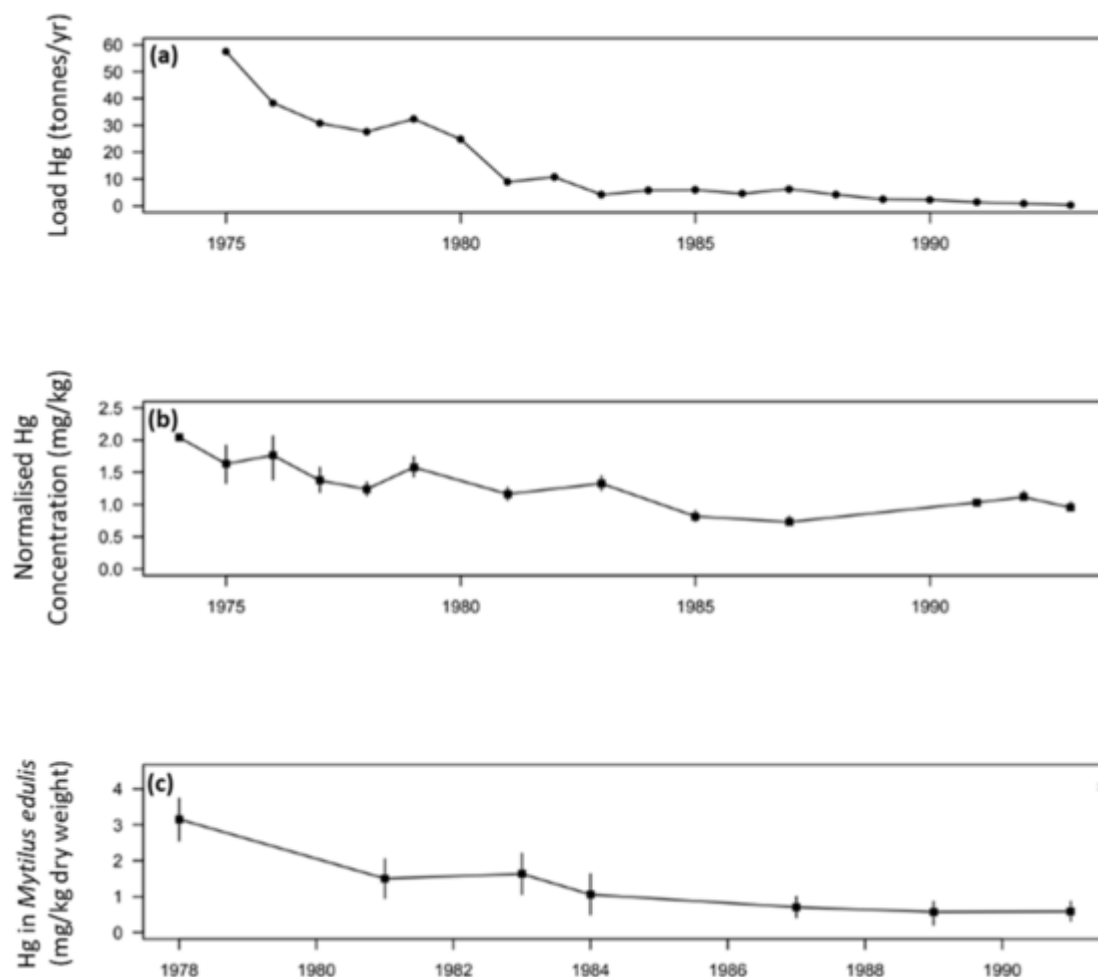 Load Hg (tonnes/yr)
(a)
60
50
40
30
20
10
0
1975 1980 1985 1990
Normalised Hg
Concentration (mg/kg)
(b)
2.5
2.0
1.5
1.0
0.5
0.0
1975 1980 1985 1990
Hg in Mytilus edulis
(mg/kg dry weight)
(c)
4
3
2
1
0
1978 1980 1982 1984 1986 1988 1990